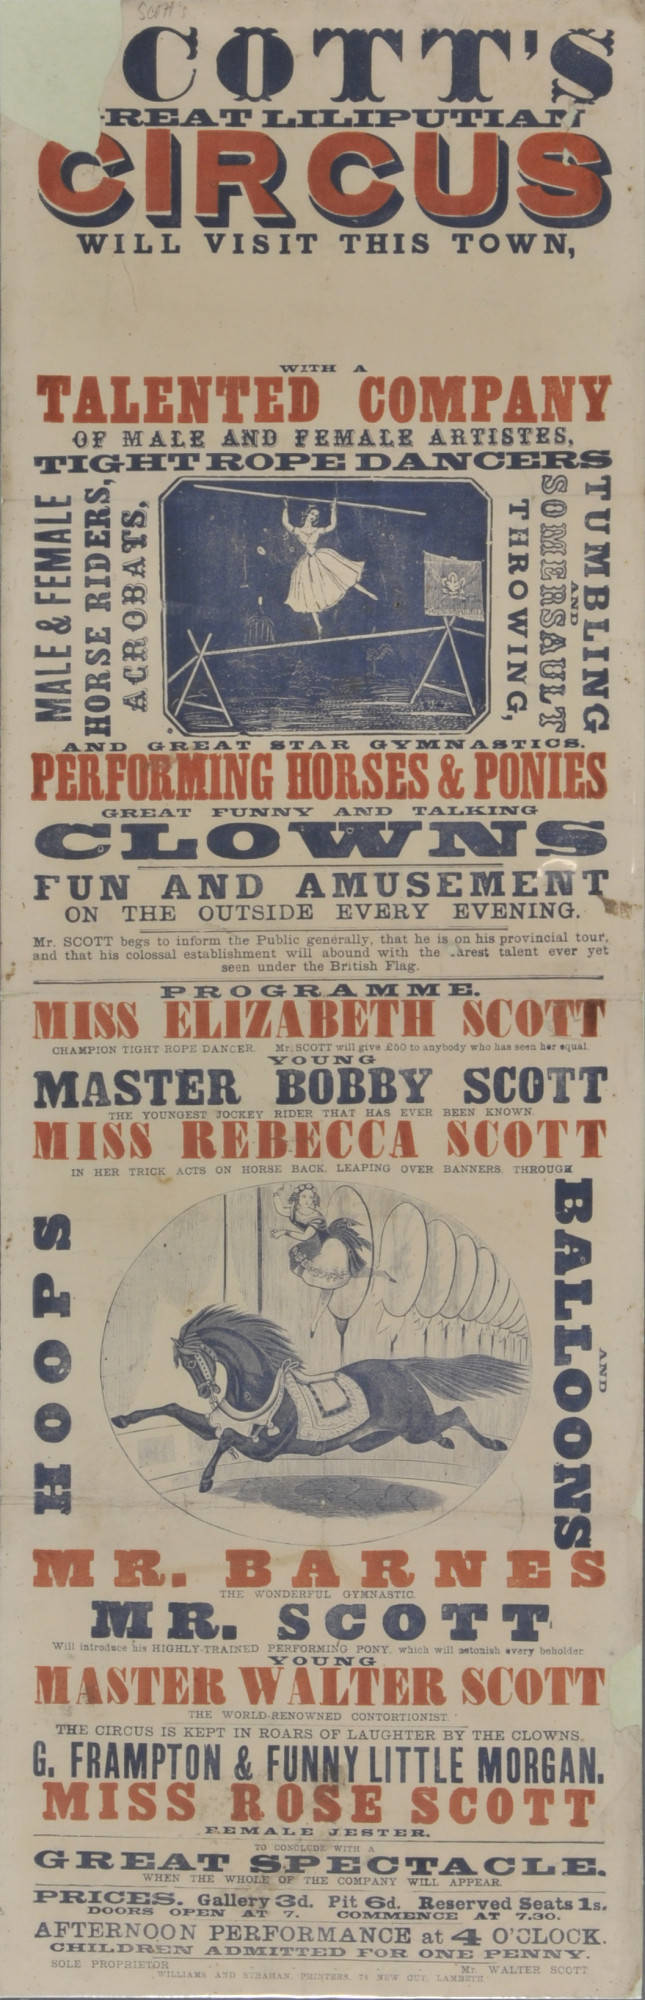 Scott's
COTT'S
REAT LILIPUTIAN
CIRCUS
WILL VISIT THIS TOWN,
WITH A
TALENTED COMPANY
OF MALE AND FEMALE ARTISTES,
TIGHT ROPE DANCERS
MALE & FEMALE
HORSE RIDERS,
ACROBATS,
TUMBLING
AND
SOMERSAULT
THROWING,
AND GREAT STAR GYMNASTICS.
PERFORMING HORSES & PONIES
GREAT FUNNY AND TALKING
CLOWNS
FUN AND AMUSEMENT
ON THE OUTSIDE EVERY EVENING.
Mr. SCOTT begs to inform the Public generally, that he is on his provincial tour,
and that his colossal establishment will abound with the arest talent ever yet
seen under the British Flag.
PROGRAMME.
MISS ELIZABETH SCOTT
CHAMPION TIGHT ROPE DANCER. Mr. SCOTT will give £50 to anybody who has seen her equal.
YOUNG
MASTER BOBBY SCOTT
THE YOUNGEST JOCKEY RIDER THAT HAS EVER BEEN KNOWN.
MISS REBECCA SCOTT
IN HER TRICK ACTS ON HORSE BACK, LEAPING OVER BANNERS, THROUGH
HOOPS
AND
BALLOONS
MR. BARNES
THE WONDERFUL GYMNASTIC.
MR. SCOTT
Will introduce his HIGHLY-TRAINED PERFORMING PONY, which will astonish every beholder
YOUNG
MASTER WALTER SCOTT
THE WORLD-RENOWNED CONTORTIONIST.
THE CIRCUS IS KEPT IN ROARS OF LAUGHTER BY THE CLOWNS,
G. FRAMPTON & FUNNY LITTLE MORGAN.
MISS ROSE SCOTT
FEMALE JESTER.
TO CONCLUDE WITH A
GREAT SPECTACLE.
WHEN THE WHOLE OF THE COMPANY WILL APPEAR.
PRICES. Gallery 3d. Pit 6d. Reserved Seats 1s.
DOORS OPEN AT 7. COMMENCE AT 7.30.
AFTERNOON PERFORMANCE at 4 O'CLOCK.
CHILDREN ADMITTED FOR ONE PENNY.
SOLE PROPRIETOR Mr. WALTER SCOTT
WILLIAMS AND STRAHAN, PRINTERS, 74 NEW CUT, LAMBETH